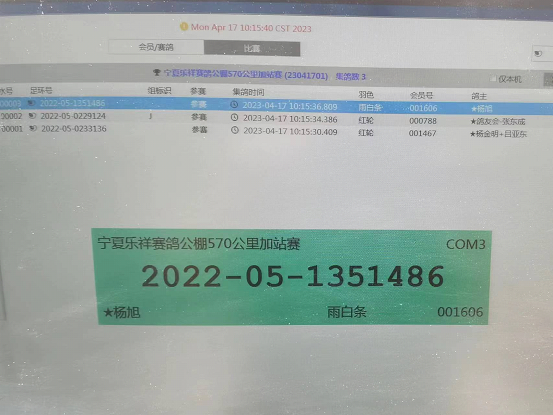 Mon Apr 17 10:15:40 CST 2023
会员/赛鸽 比赛
宁夏乐祥赛鸽公棚570公里加站赛 (23041701) 集鸽数 3
仅本机
水号 足环号 组标识 参赛 集鸽时间 羽色 会员号 鸽主
00003 2022-05-1351486 参赛 2023-04-17 10:15:36.809 雨白条 001606 ★杨旭
00002 2022-05-0229124 参赛 2023-04-17 10:15:34.386 红轮 000788 ★鸽友会-张东成
00001 2022-05-0233136 参赛 2023-04-17 10:15:30.409 红轮 001467 ★杨金明+吕亚东
宁夏乐祥赛鸽公棚570公里加站赛 COM3
2022-05-1351486
★杨旭 雨白条 001606